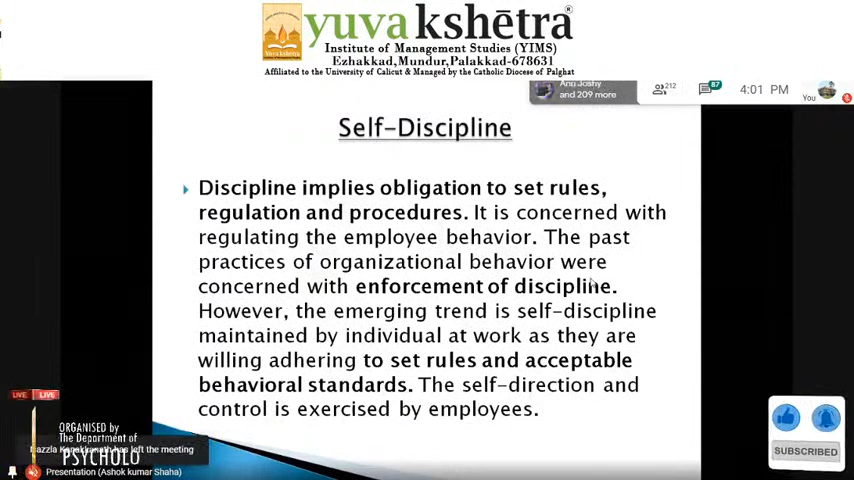 yuvakshētra®
Yuvakshetra
Institute of Management Studies (YIMS)
Ezhakkad,Mundur,Palakkad-678631
Affiliated to the University of Calicut & Managed by the Catholic Diocese of Palghat
Ann Joshy
and 209 more
212
87
4:01 PM
You
Self-Discipline
Discipline implies obligation to set rules,
regulation and procedures. It is concerned with
regulating the employee behavior. The past
practices of organizational behavior were
concerned with enforcement of discipline.
However, the emerging trend is self-discipline
maintained by individual at work as they are
willing adhering to set rules and acceptable
behavioral standards. The self-direction and
control is exercised by employees.
LIVE LIVE
ORGANISED by
The Department of
has left the meeting
PSYCHOLO
Presentation (Ashok kumar Shaha)
SUBSCRIBED